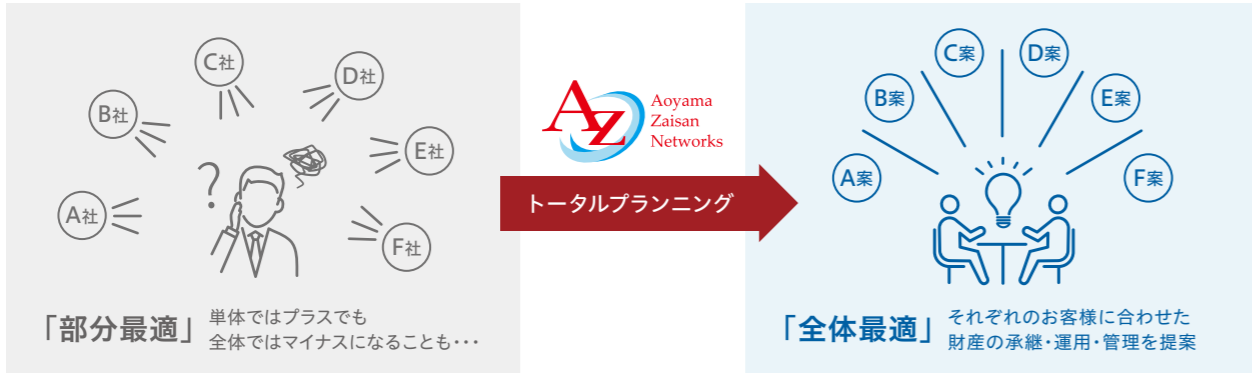 A社
B社
C社
D社
E社
F社
?
「部分最適」
単体ではプラスでも
全体ではマイナスになることも・・・
AZ
Aoyama
Zaisan
Networks
トータルプランニング
A案
B案
C案
D案
E案
F案
「全体最適」
それぞれのお客様に合わせた
財産の承継・運用・管理を提案